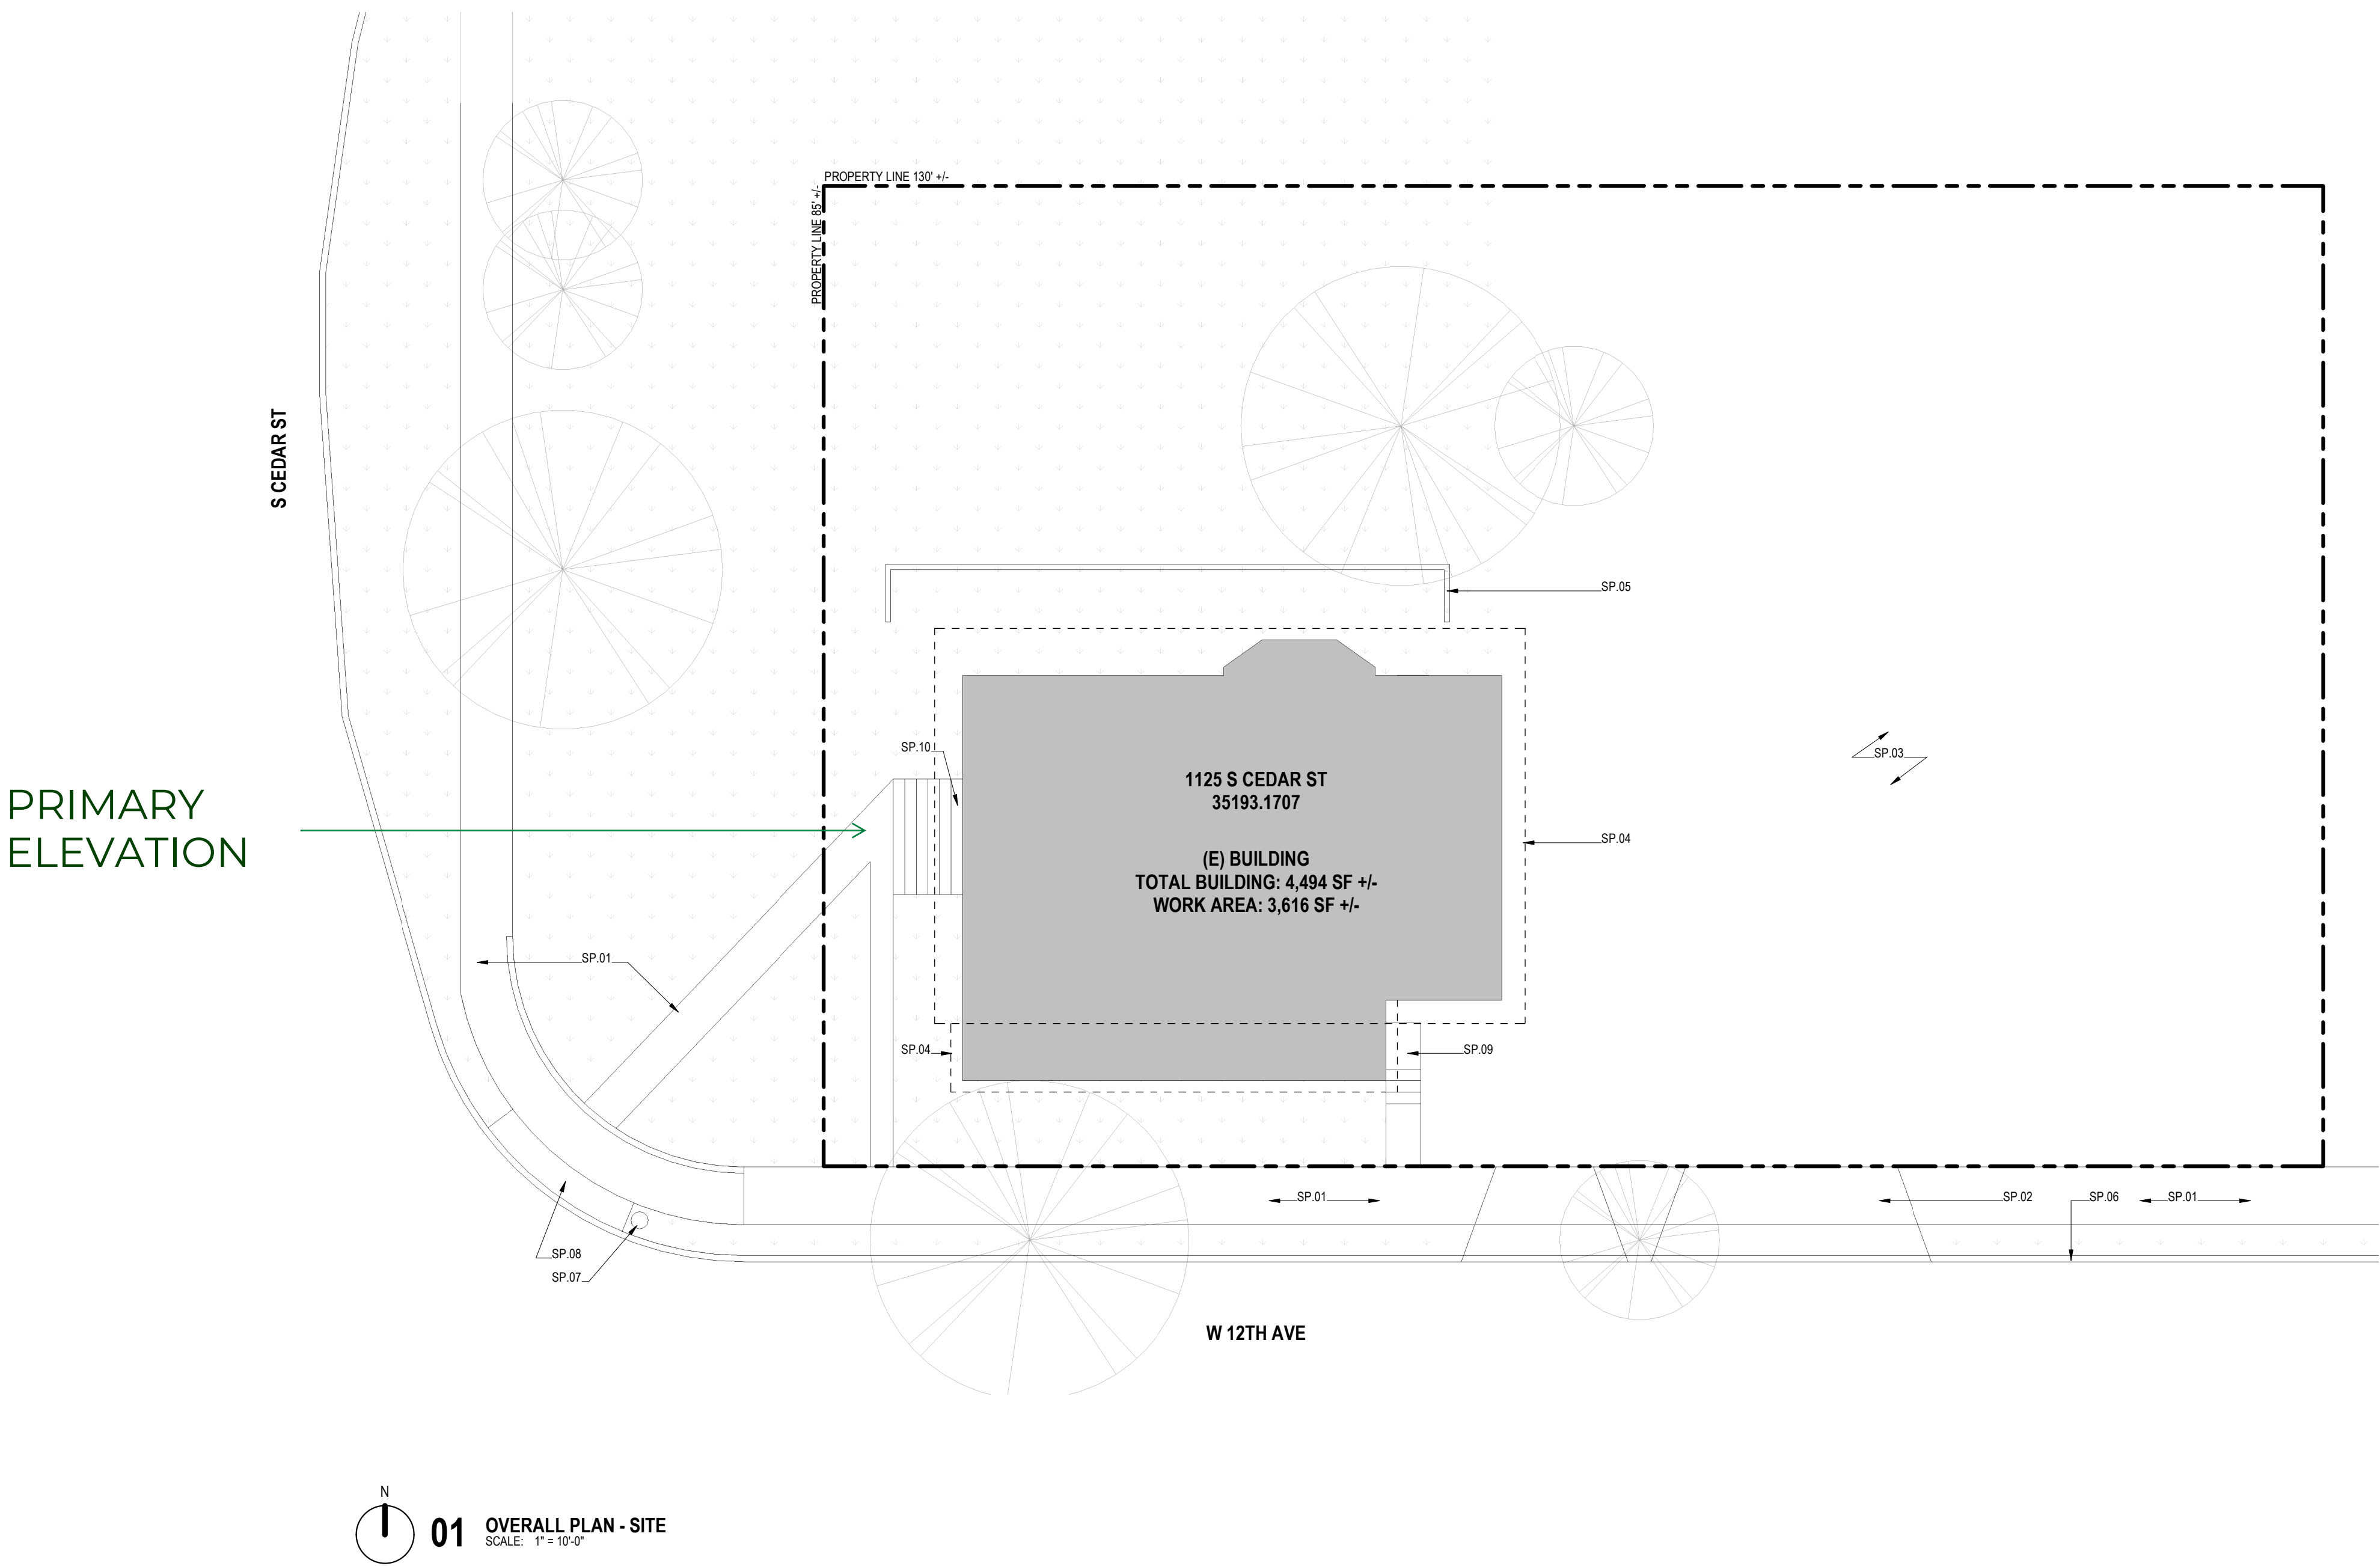 PROPERTY LINE 130' +/-
PROPERTY LINE 85' +/-
S CEDAR ST
SP.05
SP.10
SP.03
1125 S CEDAR ST
35193.1707
PRIMARY
ELEVATION
SP.04
(E) BUILDING
TOTAL BUILDING: 4,494 SF +/-
WORK AREA: 3,616 SF +/-
SP.01
SP.04
SP.09
SP.01
SP.02
SP.06
SP.01
SP.08
SP.07
W 12TH AVE
N
01
OVERALL PLAN - SITE
SCALE: 1" = 10'-0"